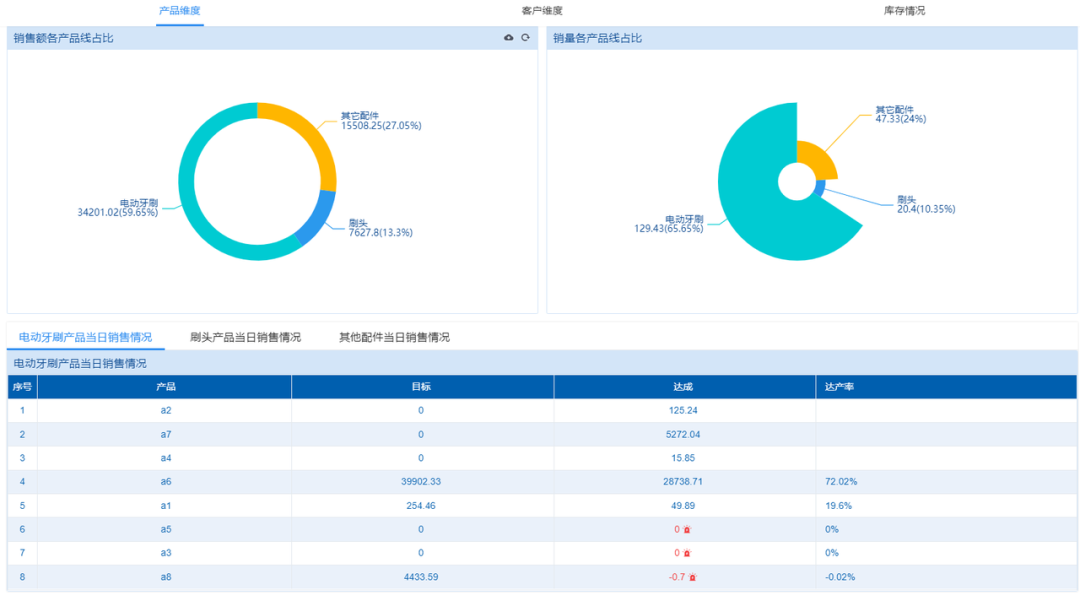 产品维度 客户维度 库存情况
销售额各产品线占比 销量各产品线占比
其它配件
15508.25(27.05%)
电动牙刷
34201.02(59.65%)
刷头
7627.8(13.3%)
其它配件
47.33(24%)
刷头
20.4(10.35%)
电动牙刷
129.43(65.65%)
电动牙刷产品当日销售情况 刷头产品当日销售情况 其他配件当日销售情况
电动牙刷产品当日销售情况
序号 产品 目标 达成 达产率
1 a2 0 125.24
2 a7 0 5272.04
3 a4 0 15.85
4 a6 39902.33 28738.71 72.02%
5 a1 254.46 49.89 19.6%
6 a5 0 0 0%
7 a3 0 0 0%
8 a8 4433.59 -0.7 -0.02%